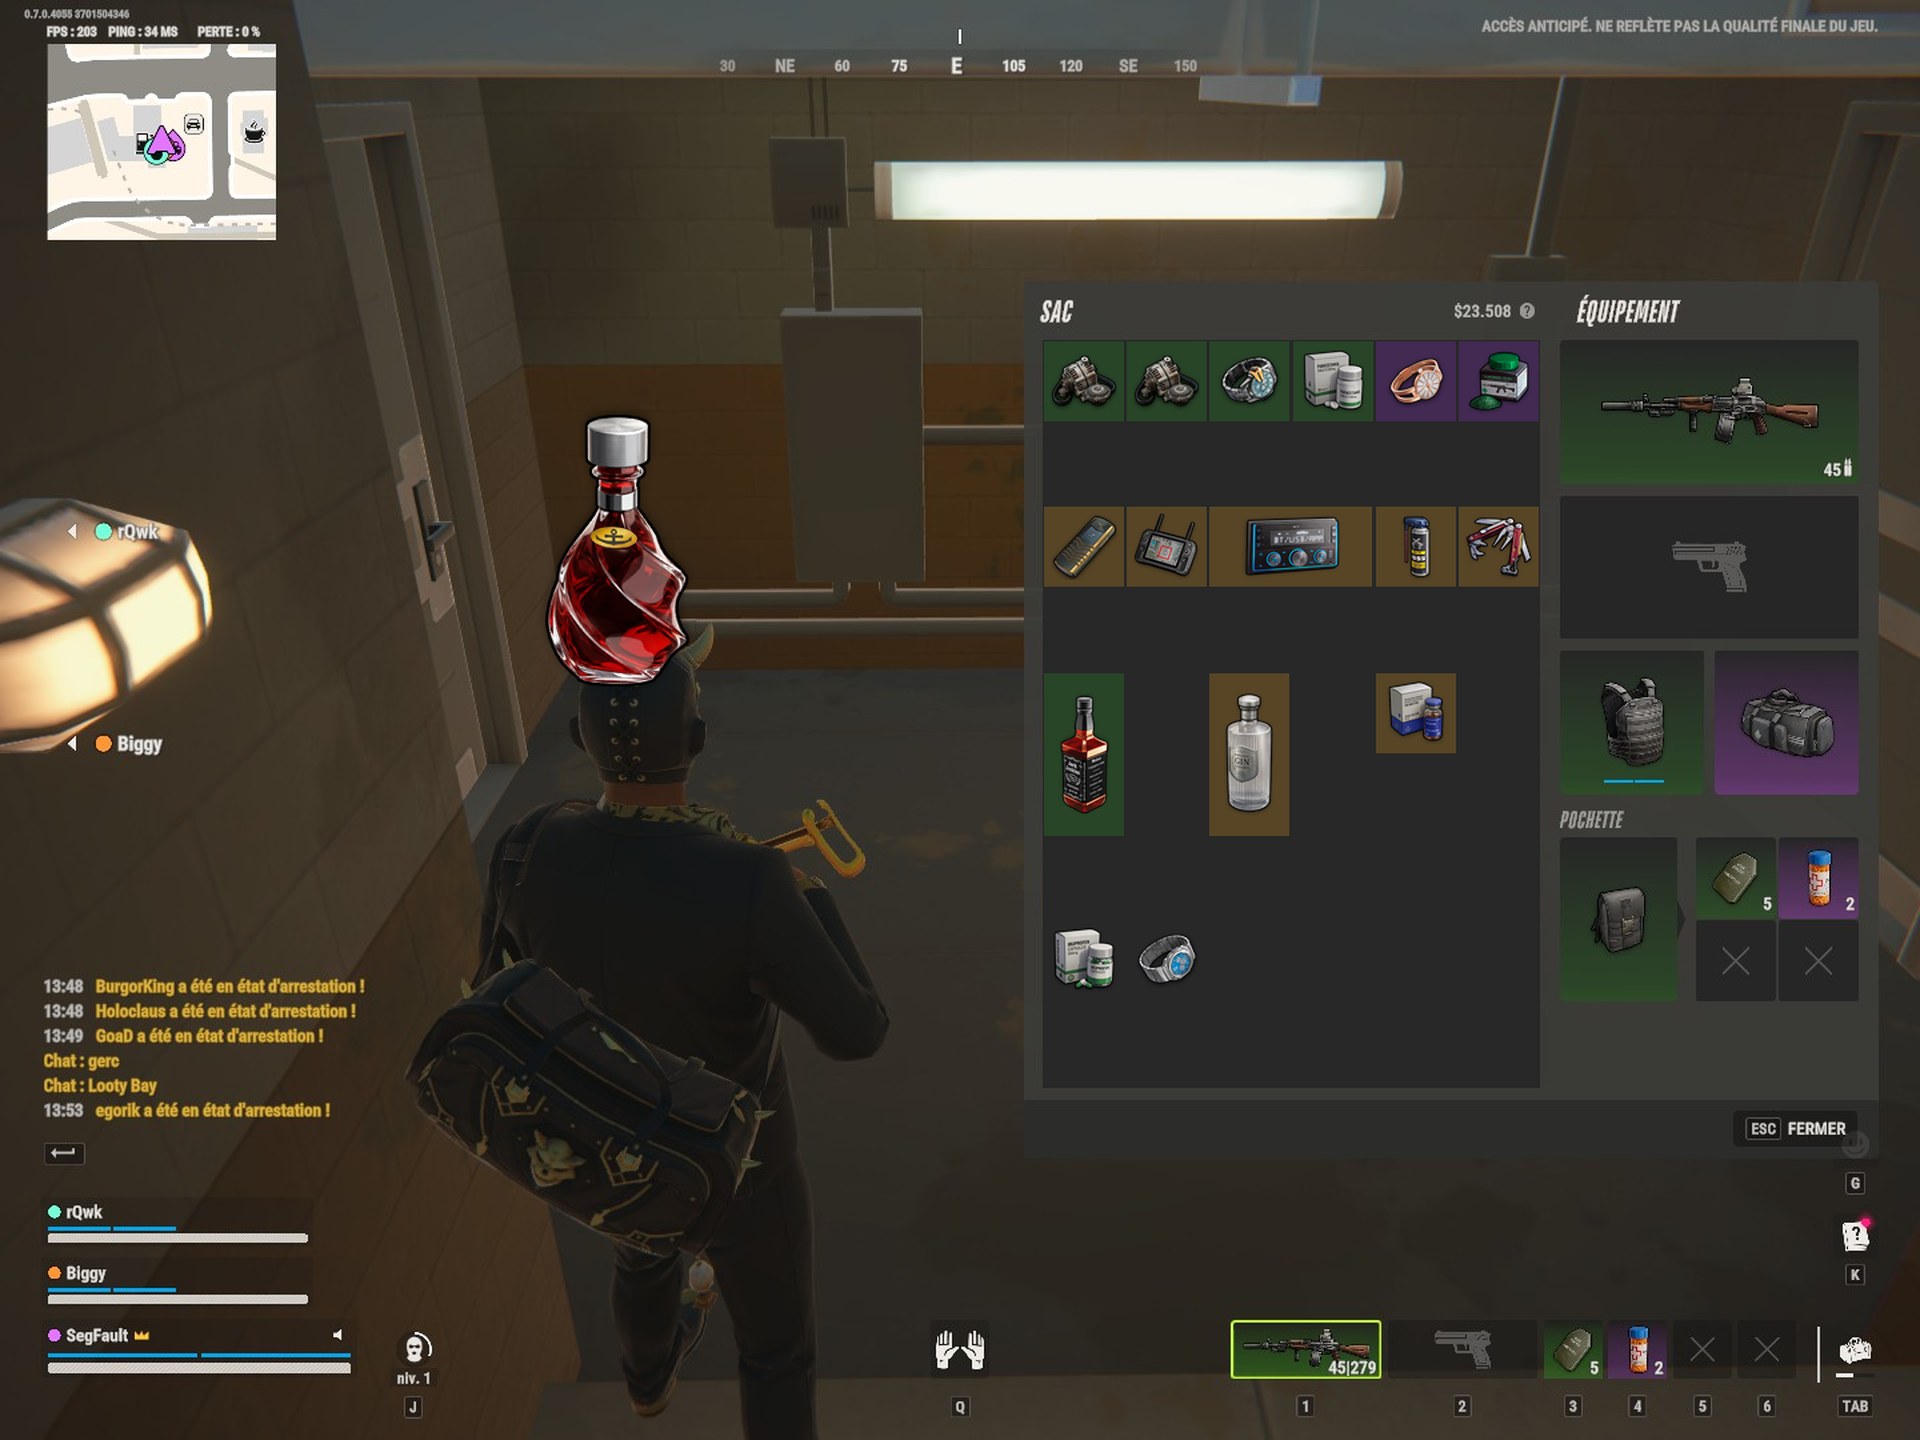 0.7.0.4055 3701504346
FPS : 203 PING : 34 MS PERTE : 0 %
ACCÈS ANTICIPÉ. NE REFLÈTE PAS LA QUALITÉ FINALE DU JEU.
30 NE 60 75 E 105 120 SE 150
SAC
$23.508 ?
ÉQUIPEMENT
45
BT/USB/
GIN
POCHETTE
5
2
ESC FERMER
rQwk
Biggy
13:48 BurgorKing a été en état d'arrestation !
13:48 Holoclaus a été en état d'arrestation !
13:49 GoaD a été en état d'arrestation !
Chat : gerc
Chat : Looty Bay
13:53 egorik a été en état d'arrestation !
rQwk
Biggy
SegFault
niv. 1
J
Q
45|279
1
2
5
3
2
4
5
6
G
?
K
TAB